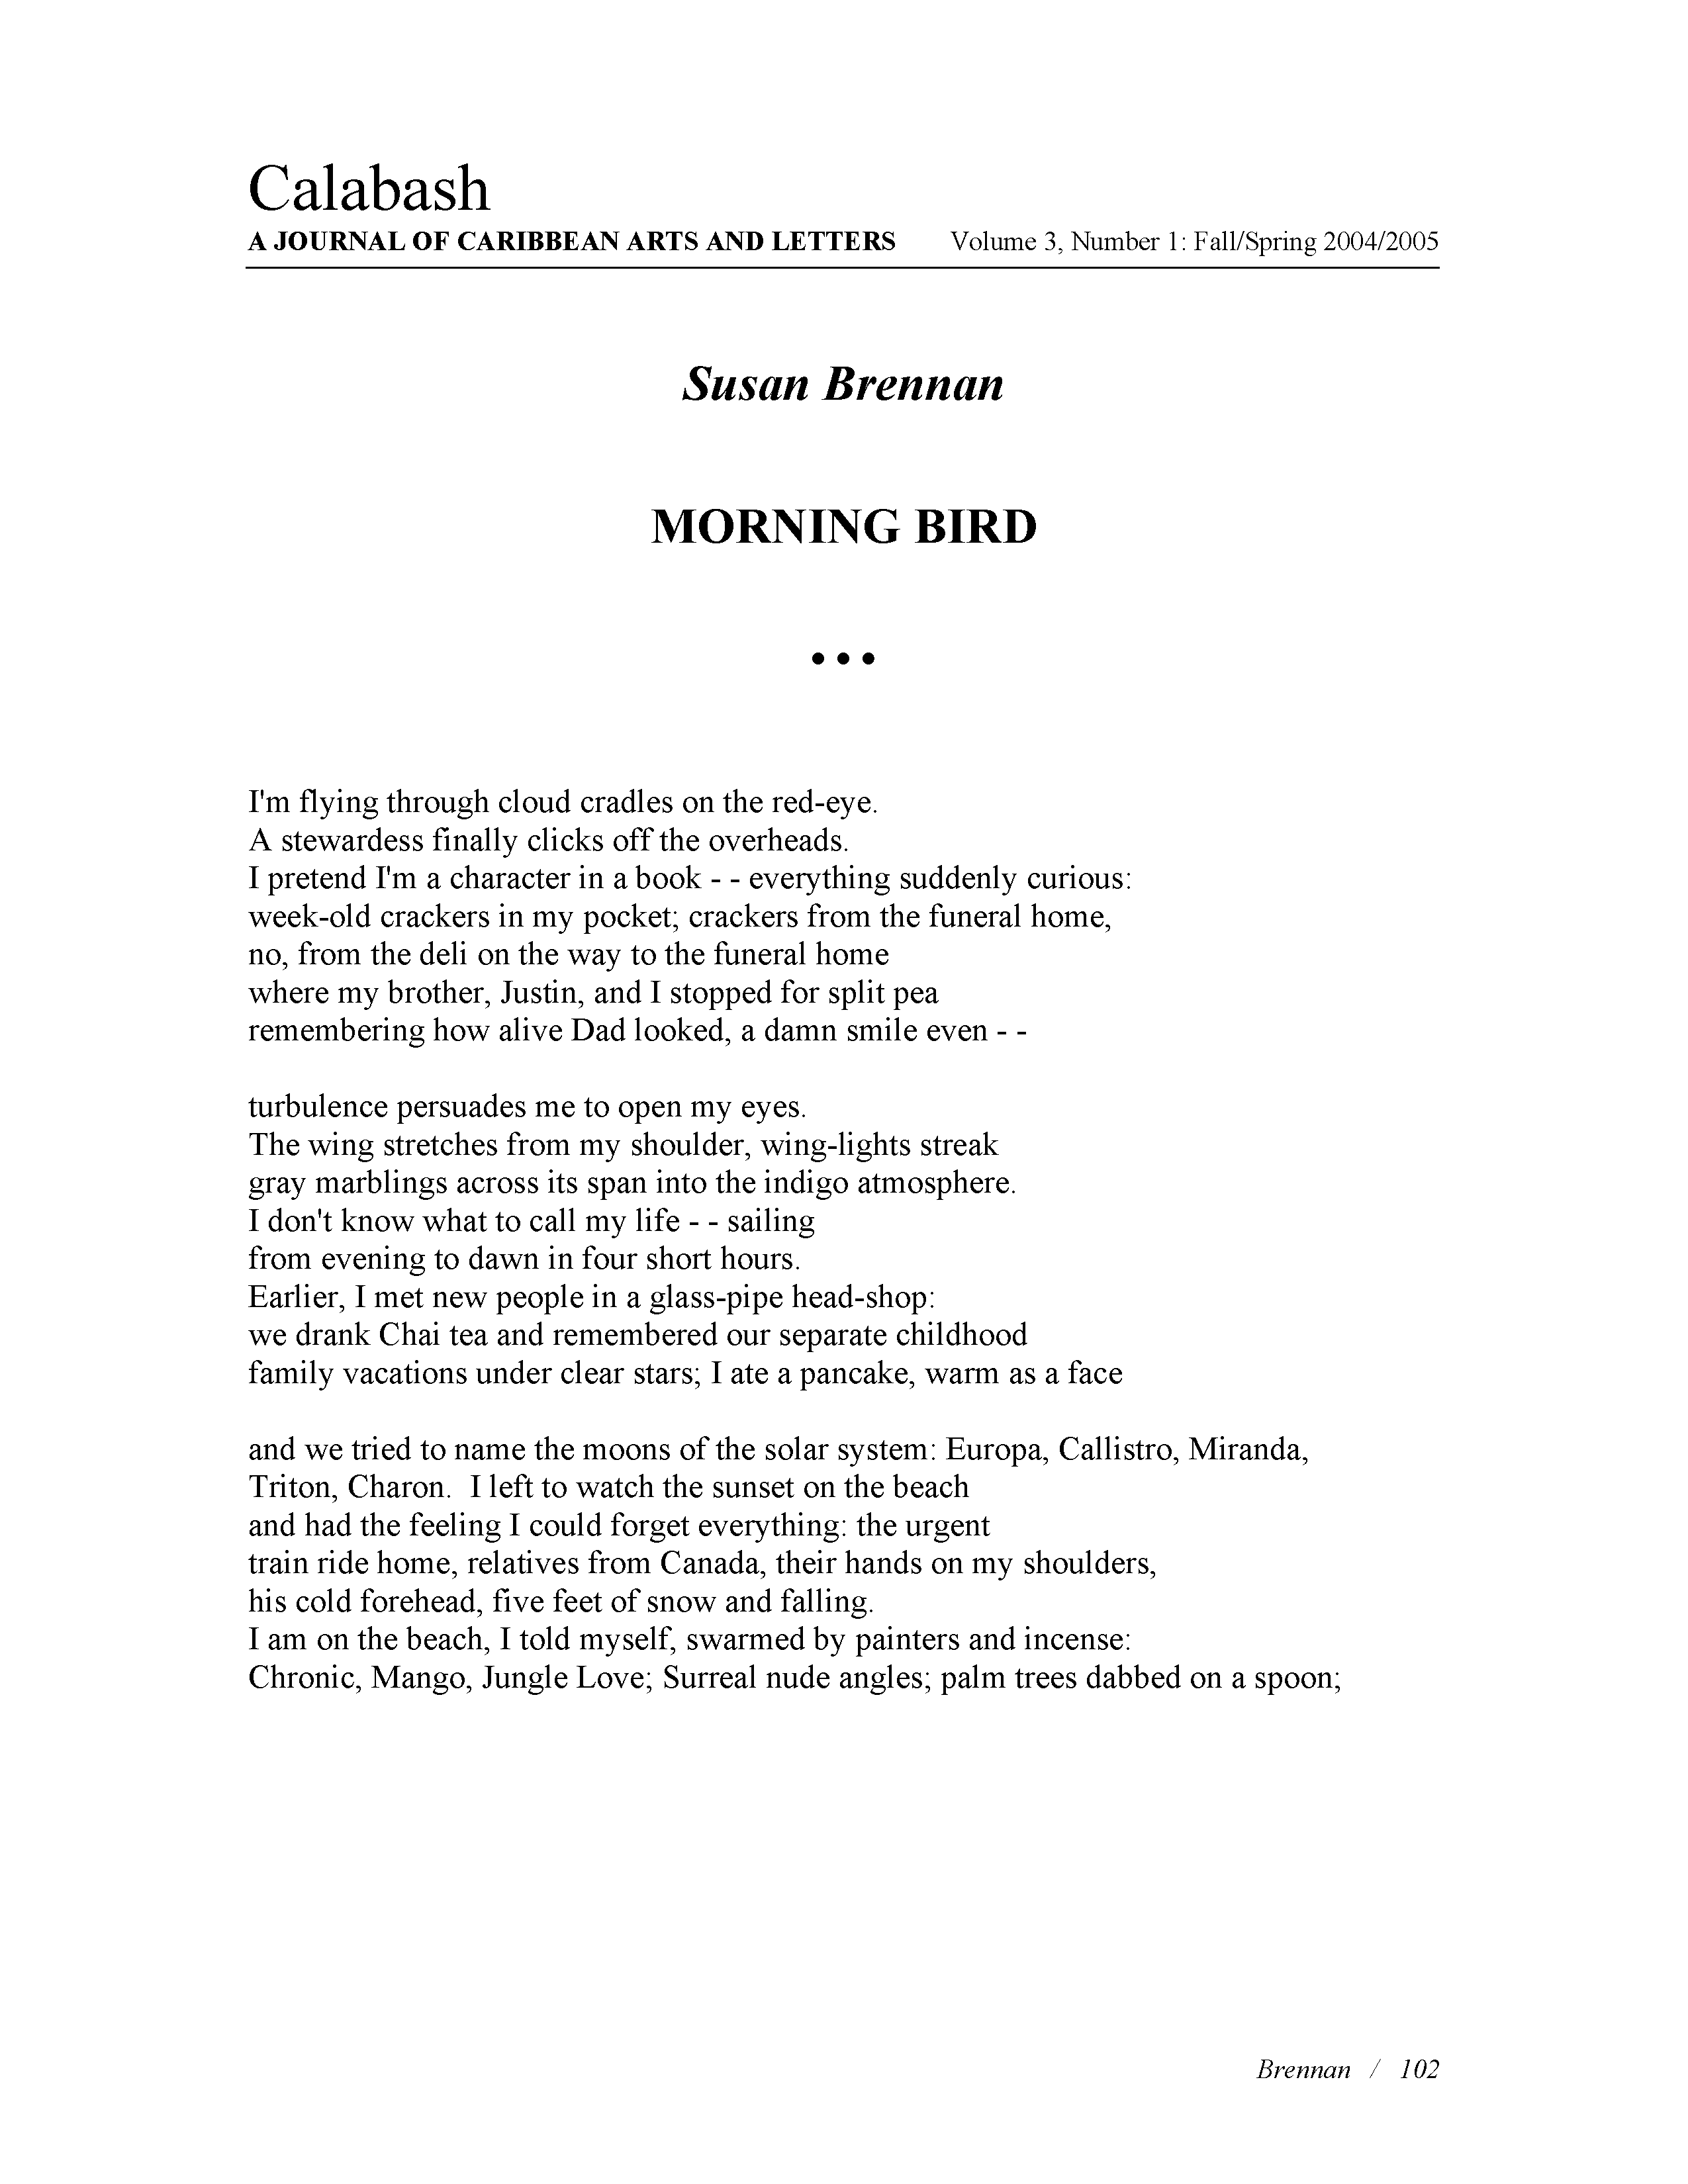 Calabash
A JOURNAL OF CARIBBEAN ARTS AND LETTERS Volume 3, Number 1: Fall/Spring 2004/2005
Susan Brennan
MORNING BIRD
• • •
I'm flying through cloud cradles on the red-eye.
A stewardess finally clicks off the overheads.
I pretend I'm a character in a book - - everything suddenly curious:
week-old crackers in my pocket; crackers from the funeral home,
no, from the deli on the way to the funeral home
where my brother, Justin, and I stopped for split pea
remembering how alive Dad looked, a damn smile even - -
turbulence persuades me to open my eyes.
The wing stretches from my shoulder, wing-lights streak
gray marblings across its span into the indigo atmosphere.
I don't know what to call my life - - sailing
from evening to dawn in four short hours.
Earlier, I met new people in a glass-pipe head-shop:
we drank Chai tea and remembered our separate childhood
family vacations under clear stars; I ate a pancake, warm as a face
and we tried to name the moons of the solar system: Europa, Callistro, Miranda,
Triton, Charon.  I left to watch the sunset on the beach
and had the feeling I could forget everything: the urgent
train ride home, relatives from Canada, their hands on my shoulders,
his cold forehead, five feet of snow and falling.
I am on the beach, I told myself, swarmed by painters and incense:
Chronic, Mango, Jungle Love; Surreal nude angles; palm trees dabbed on a spoon;
Brennan / 102